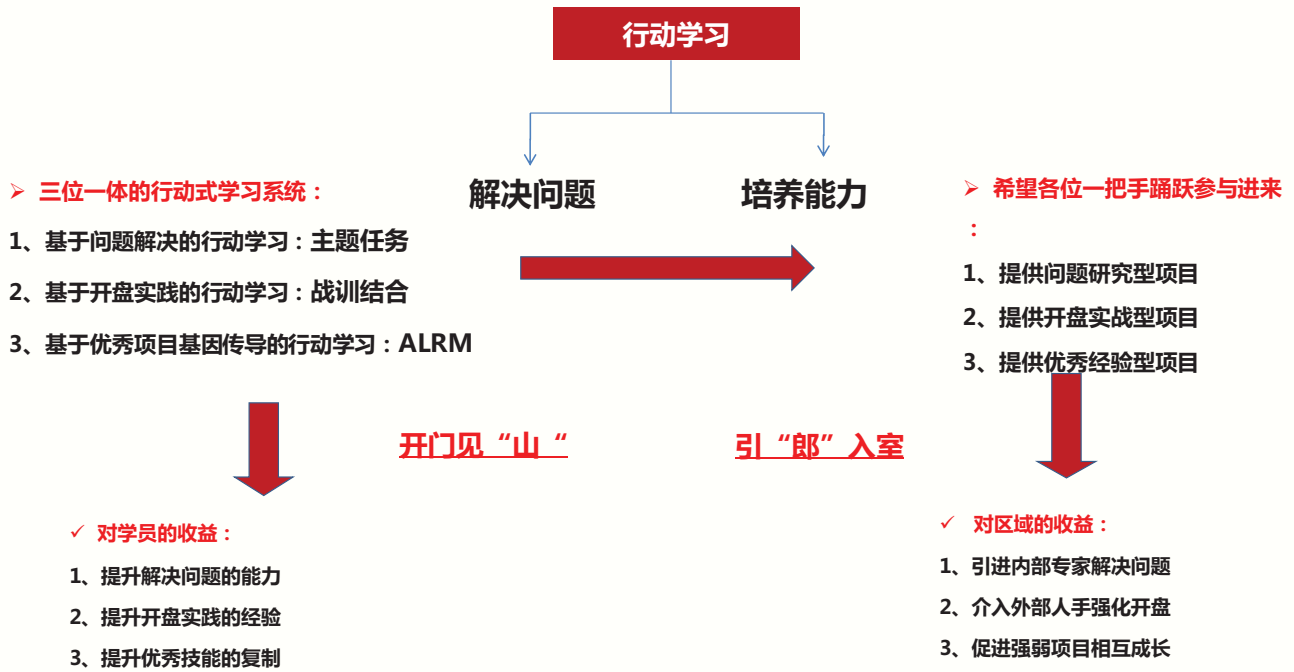 行动学习
解决问题
培养能力
➢ 三位一体的行动式学习系统：
1、基于问题解决的行动学习：主题任务
2、基于开盘实践的行动学习：战训结合
3、基于优秀项目基因传导的行动学习：ALRM
➢ 希望各位一把手踊跃参与进来
：
1、提供问题研究型项目
2、提供开盘实战型项目
3、提供优秀经验型项目
开门见“山“
引“郎”入室
✓ 对学员的收益：
1、提升解决问题的能力
2、提升开盘实践的经验
3、提升优秀技能的复制
✓ 对区域的收益：
1、引进内部专家解决问题
2、介入外部人手强化开盘
3、促进强弱项目相互成长